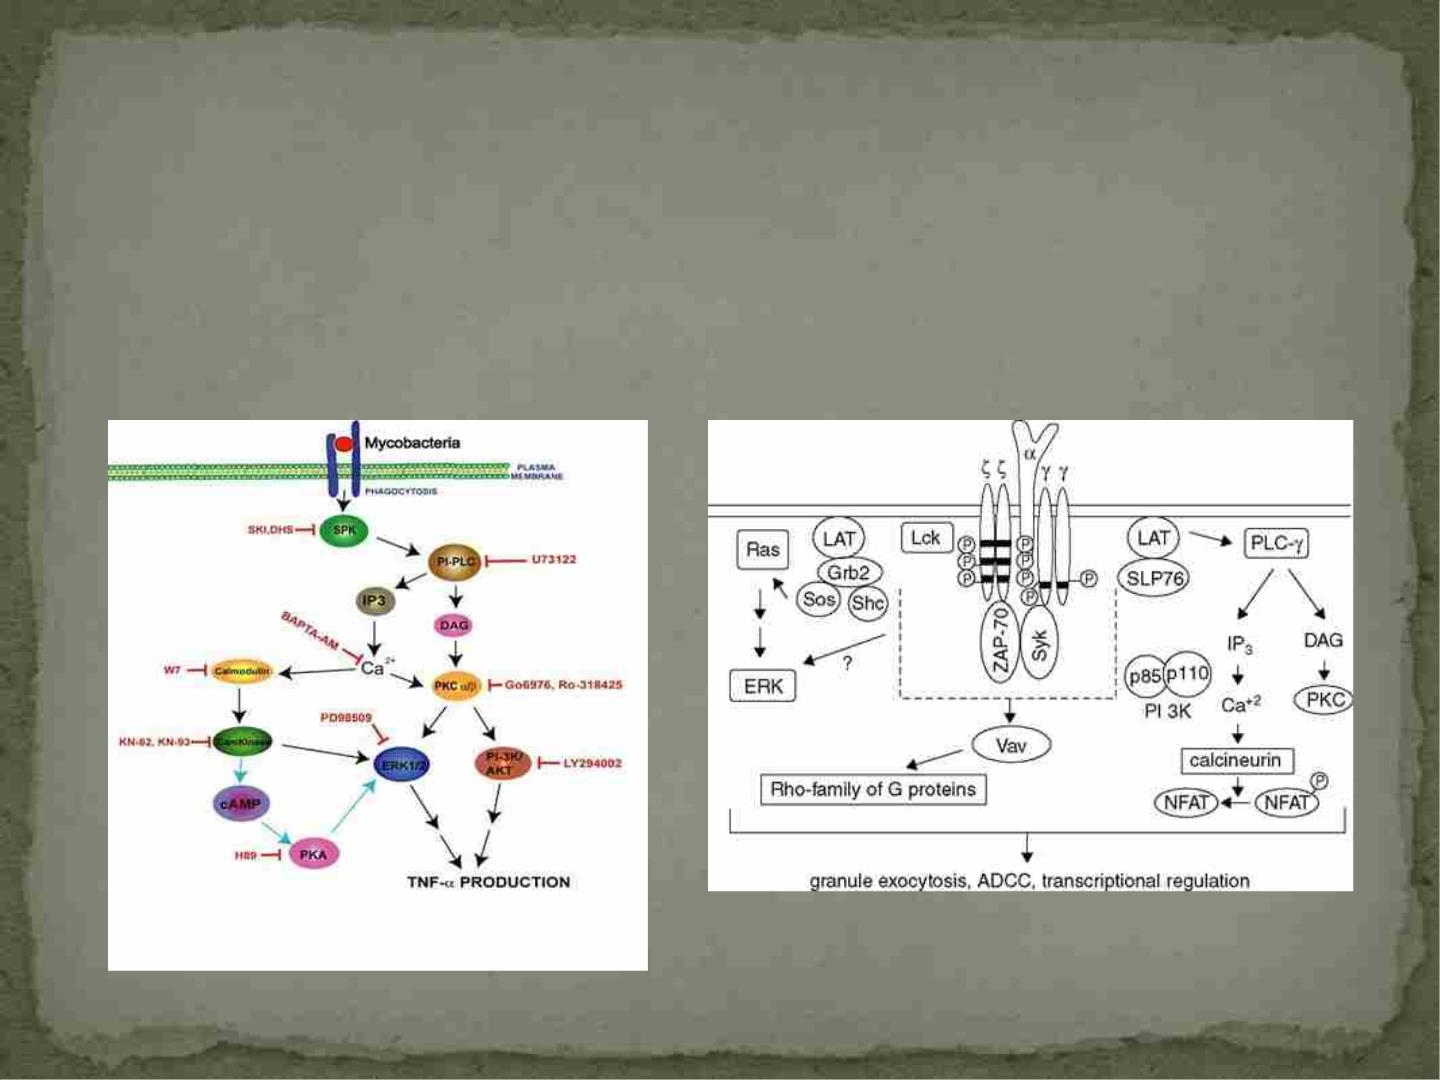 Mycobacteria
PLASMA
MEMBRANE
PHAGOCYTOSIS
SKI,DHS
SPK
PI-PLC
U73122
IP3
DAG
BAPTA-AM
Ca 2+
W7
Calmodulin
PKC α/β
Go6976, Ro-318425
PD98509
KN-62, KN-93
CamKinase
ERK1/2
PI-3K/
AKT
LY294002
cAMP
H89
PKA
TNF-α PRODUCTION
α
ζ ζ
γ γ
Ras
LAT
Lck
P
P
P
P
P
P
P
P
Grb2
Sos
Shc
ZAP-70
Syk
?
ERK
LAT
SLP76
PLC-γ
IP3
DAG
p85
p110
PI 3K
Ca+2
PKC
Vav
calcineurin
Rho-family of G proteins
NFAT
NFAT
P
granule exocytosis, ADCC, transcriptional regulation